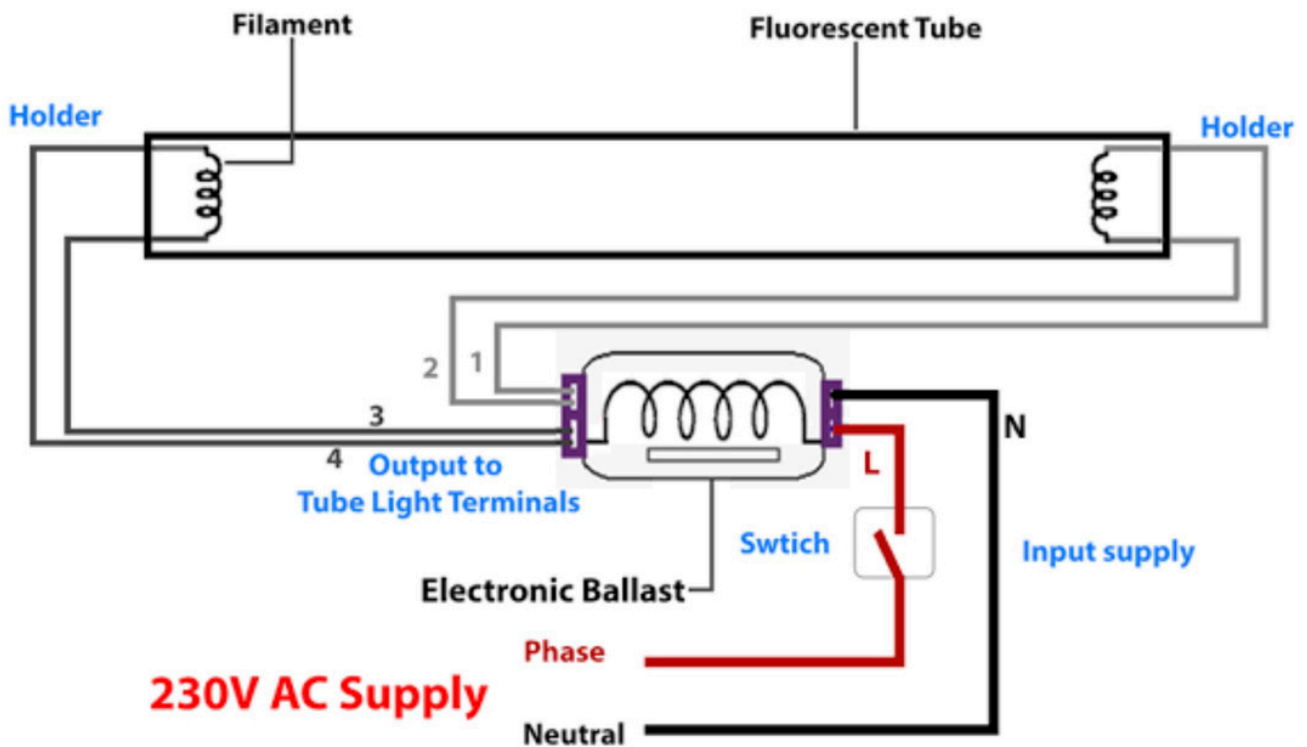 Filament
Fluorescent Tube
Holder
Holder
2
1
3
4
Output to
Tube Light Terminals
N
L
Swtich
Input supply
Electronic Ballast
Phase
230V AC Supply
Neutral